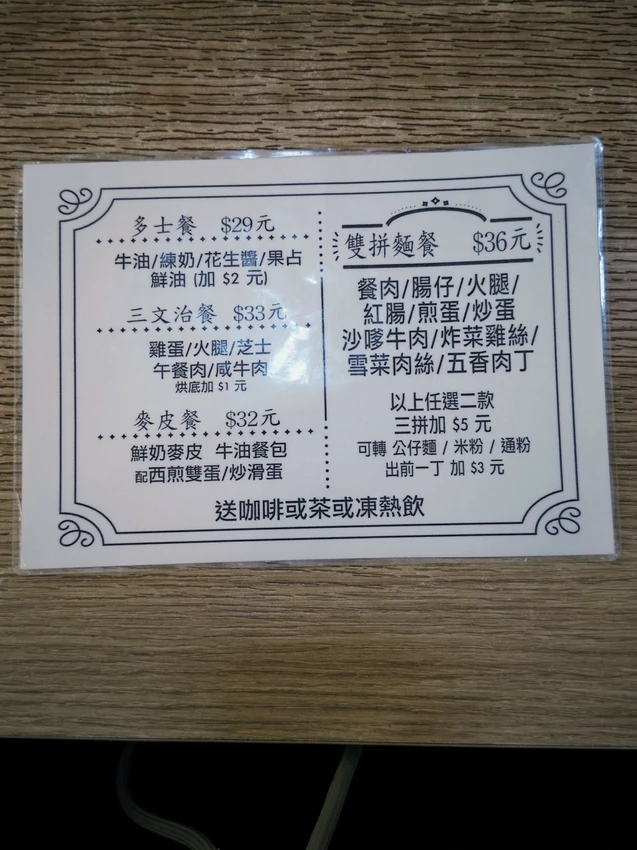 多士餐 $29元
牛油/練奶/花生醬/果占
鮮油 (加 $2 元)
三文治餐 $33元
雞蛋/火腿/芝士
午餐肉/咸牛肉
烘底加 $1 元
麥皮餐 $32元
鮮奶麥皮 牛油餐包
配西煎雙蛋/炒滑蛋
雙拼麵餐 $36元
餐肉/腸仔/火腿/
紅腸/煎蛋/炒蛋
沙嗲牛肉/炸菜雞絲/
雪菜肉絲/五香肉丁
以上任選二款
三拼加 $5 元
可轉 公仔麵 / 米粉 / 通粉
出前一丁 加 $3 元
送咖啡或茶或凍熱飲